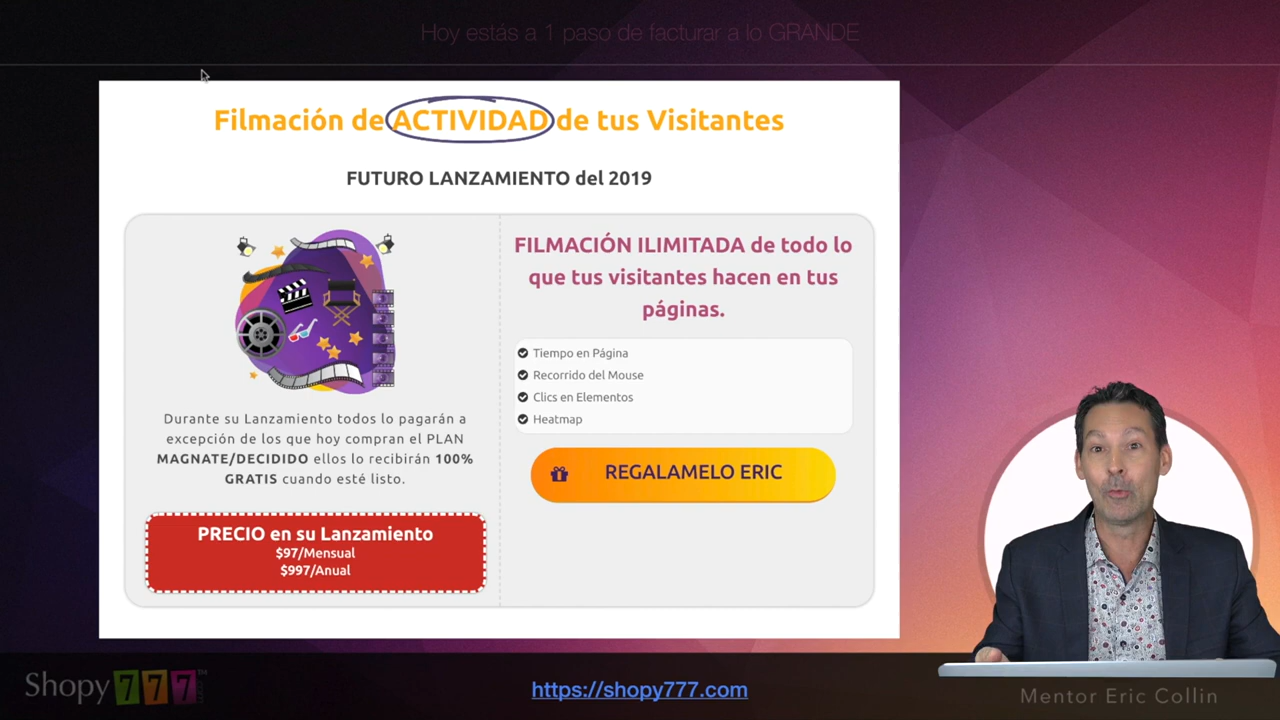 Hoy estás a 1 paso de facturar a lo GRANDE
Filmación de ACTIVIDAD de tus Visitantes
FUTURO LANZAMIENTO del 2019
Durante su Lanzamiento todos lo pagarán a
excepción de los que hoy compran el PLAN
MAGNATE/DECIDIDO ellos lo recibirán 100%
GRATIS cuando esté listo.
PRECIO en su Lanzamiento
$97/Mensual
$997/Anual
FILMACIÓN ILIMITADA de todo lo
que tus visitantes hacen en tus
páginas.
Tiempo en Página
Recorrido del Mouse
Clics en Elementos
Heatmap
REGALAMELO ERIC
Shopy 777
https://shopy777.com
Mentor Eric Collin